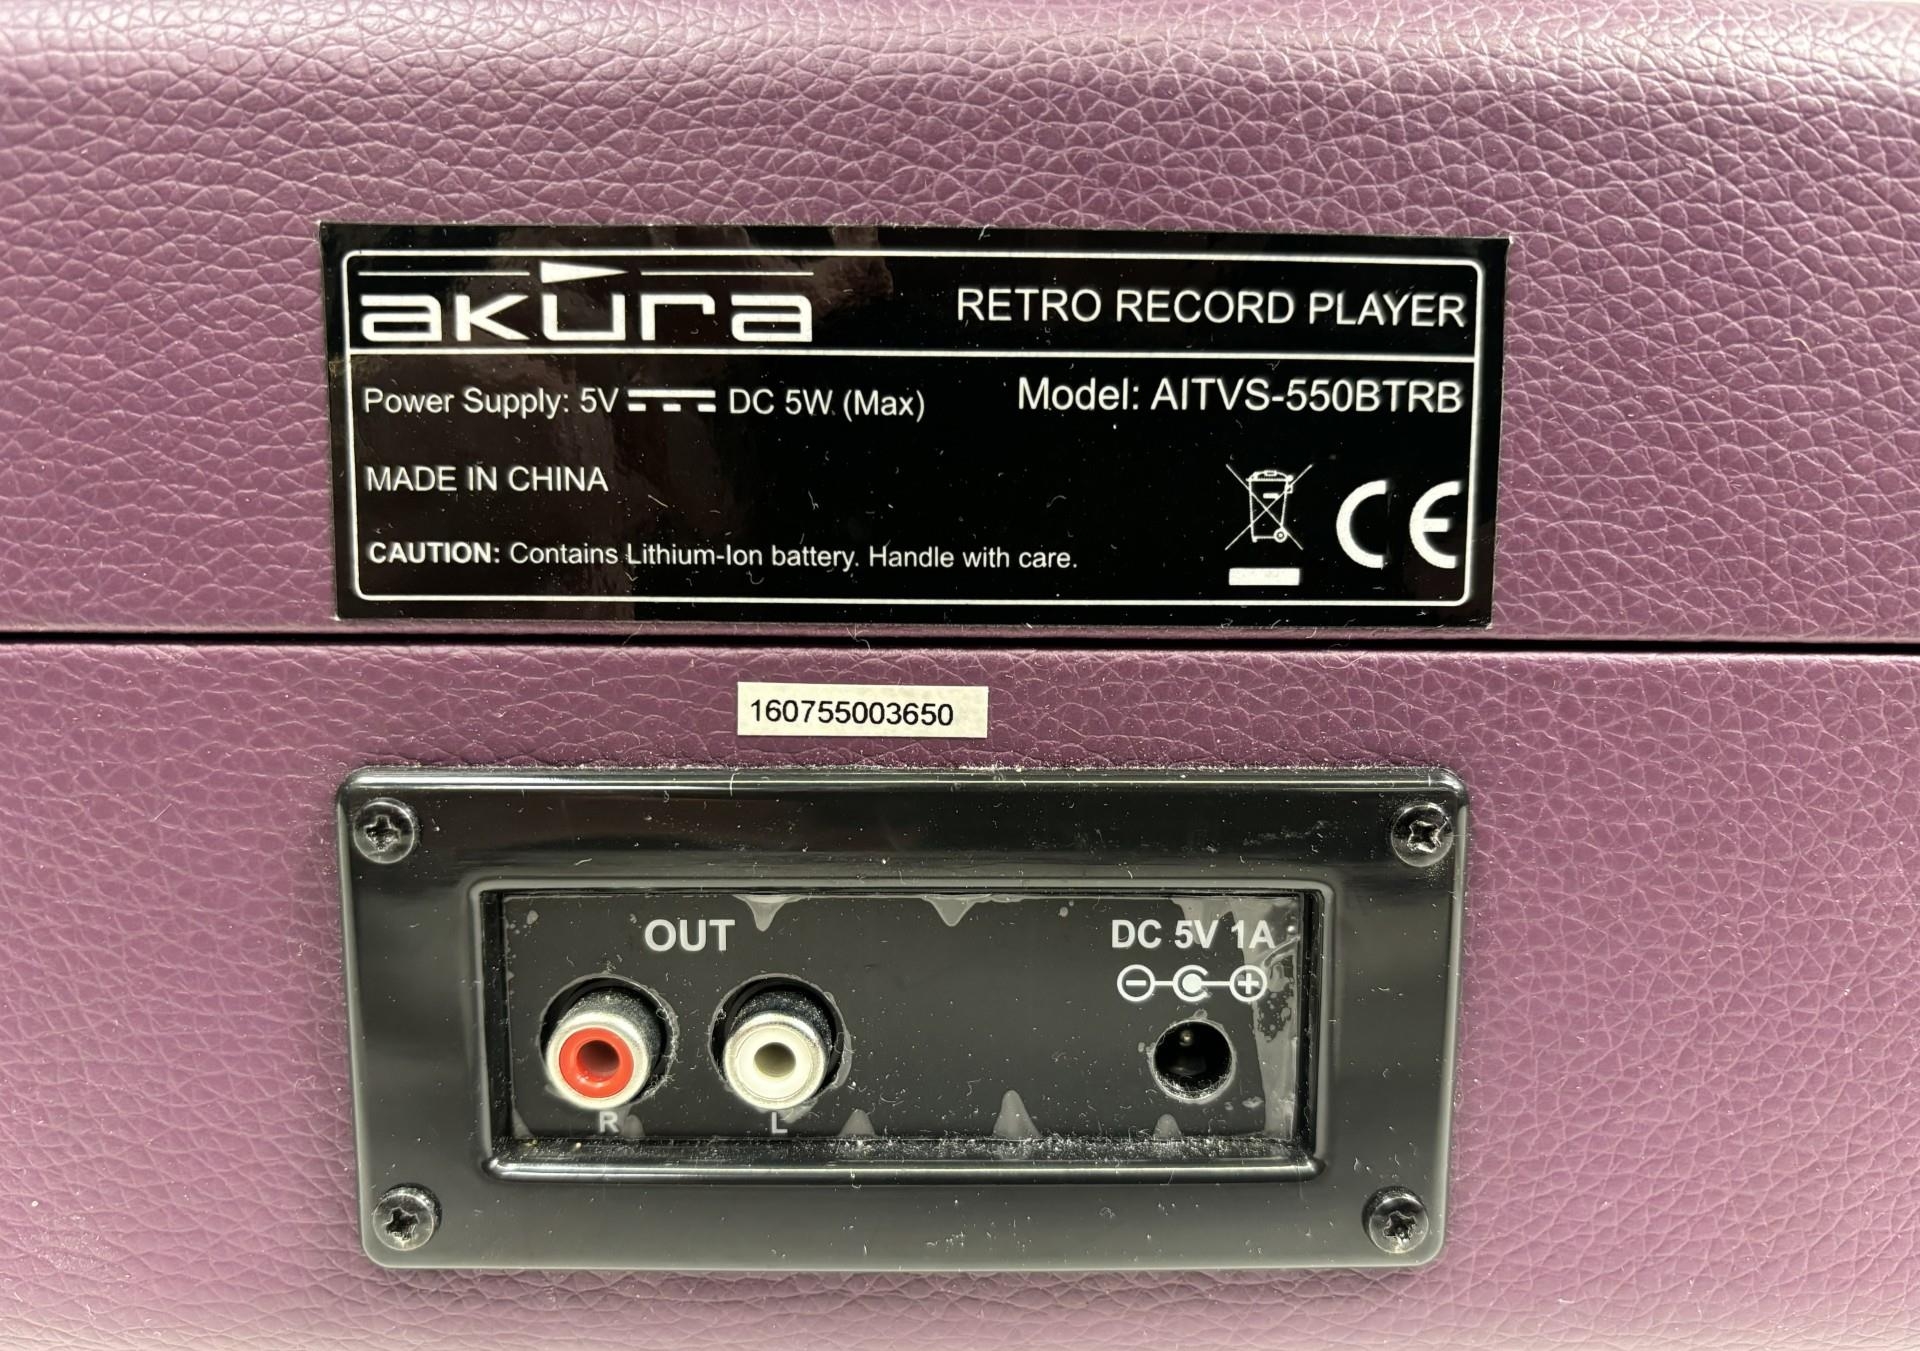 akura
RETRO RECORD PLAYER
Power Supply: 5V ⎓ DC 5W (Max)
Model: AITVS-550BTRB
MADE IN CHINA
CE
CAUTION: Contains Lithium-Ion battery. Handle with care.
160755003650
OUT
DC 5V 1A
R
L